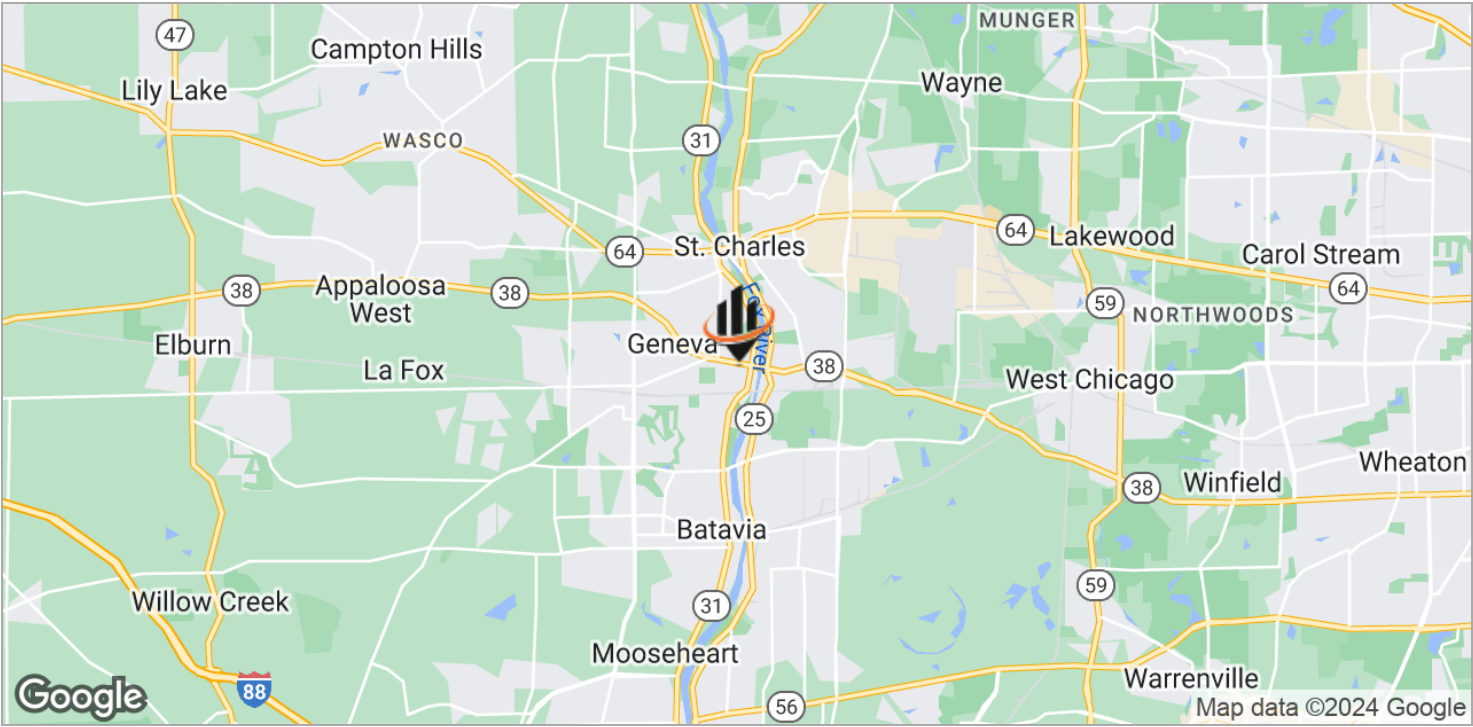 MUNGER
47
Campton Hills
Lily Lake
Wayne
WASCO
31
64
St. Charles
64
Lakewood
Carol Stream
38
Appaloosa
West
38
64
59
NORTHWOODS
Fox River
Elburn
Geneva
La Fox
38
West Chicago
25
Wheaton
38
Winfield
Batavia
59
Willow Creek
31
Mooseheart
Warrenville
88
56
Google
Map data ©2024 Google